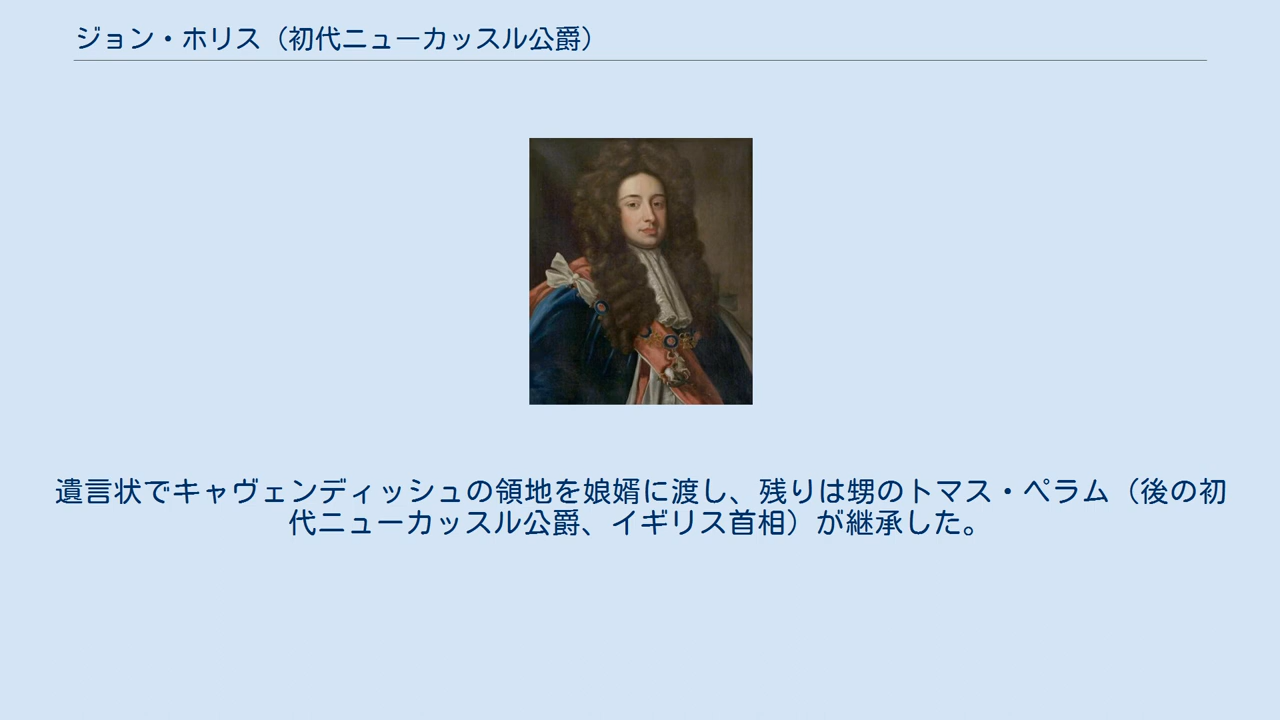 ジョン・ホリス（初代ニューカッスル公爵）
遺言状でキャヴェンディッシュの領地を娘婿に渡し、残りは甥のトマス・ペラム（後の初
代ニューカッスル公爵、イギリス首相）が継承した。